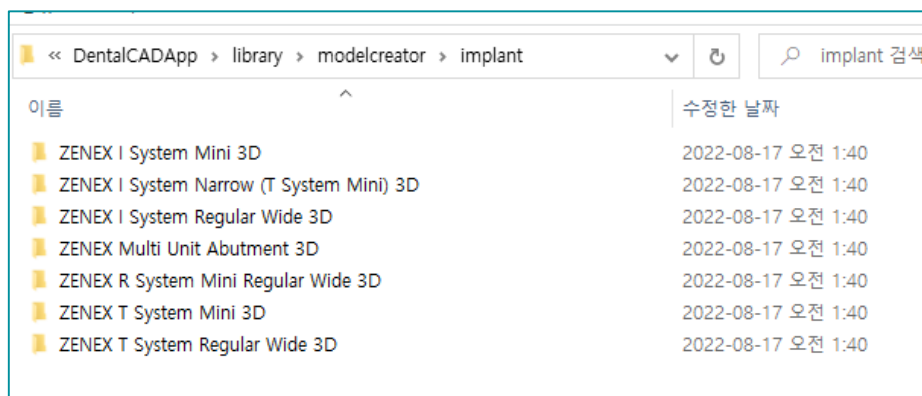 « DentalCADApp > library > modelcreator > implant implant 검색
이름 수정한 날짜
ZENEX I System Mini 3D 2022-08-17 오전 1:40
ZENEX I System Narrow (T System Mini) 3D 2022-08-17 오전 1:40
ZENEX I System Regular Wide 3D 2022-08-17 오전 1:40
ZENEX Multi Unit Abutment 3D 2022-08-17 오전 1:40
ZENEX R System Mini Regular Wide 3D 2022-08-17 오전 1:40
ZENEX T System Mini 3D 2022-08-17 오전 1:40
ZENEX T System Regular Wide 3D 2022-08-17 오전 1:40